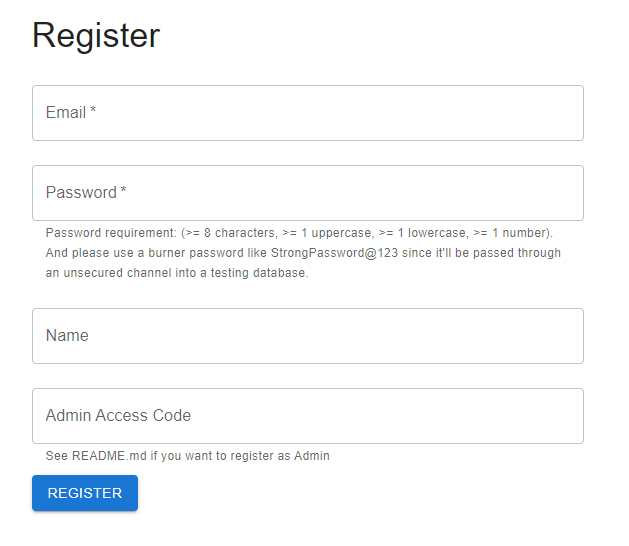 Register
Email *
Password *
Password requirement: (>= 8 characters, >= 1 uppercase, >= 1 lowercase, >= 1 number).
And please use a burner password like StrongPassword@123 since it'll be passed through
an unsecured channel into a testing database.
Name
Admin Access Code
See README.md if you want to register as Admin
REGISTER